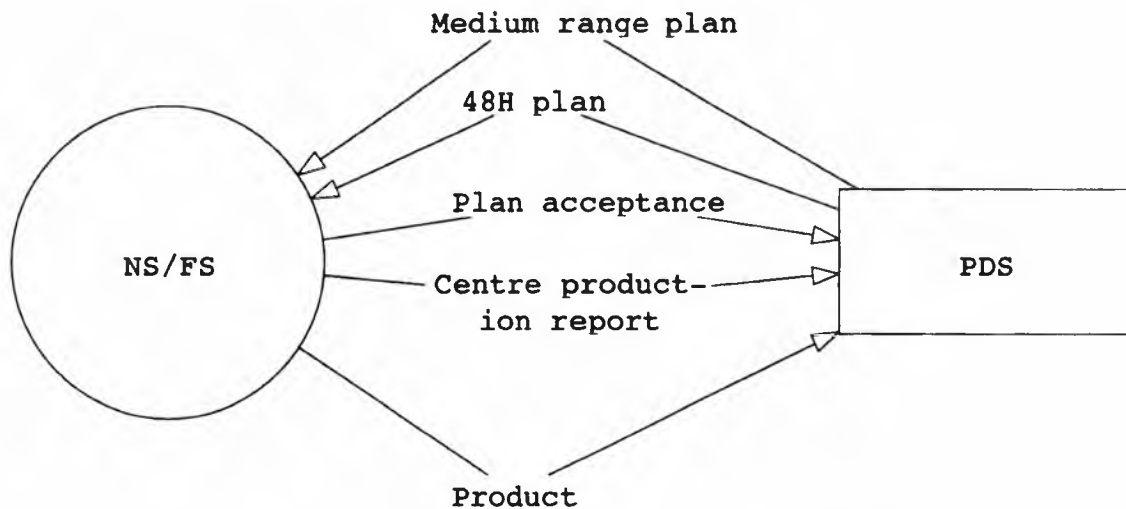 Medium range plan
48H plan
Plan acceptance
NS/FS
PDS
Centre product-
ion report
Product